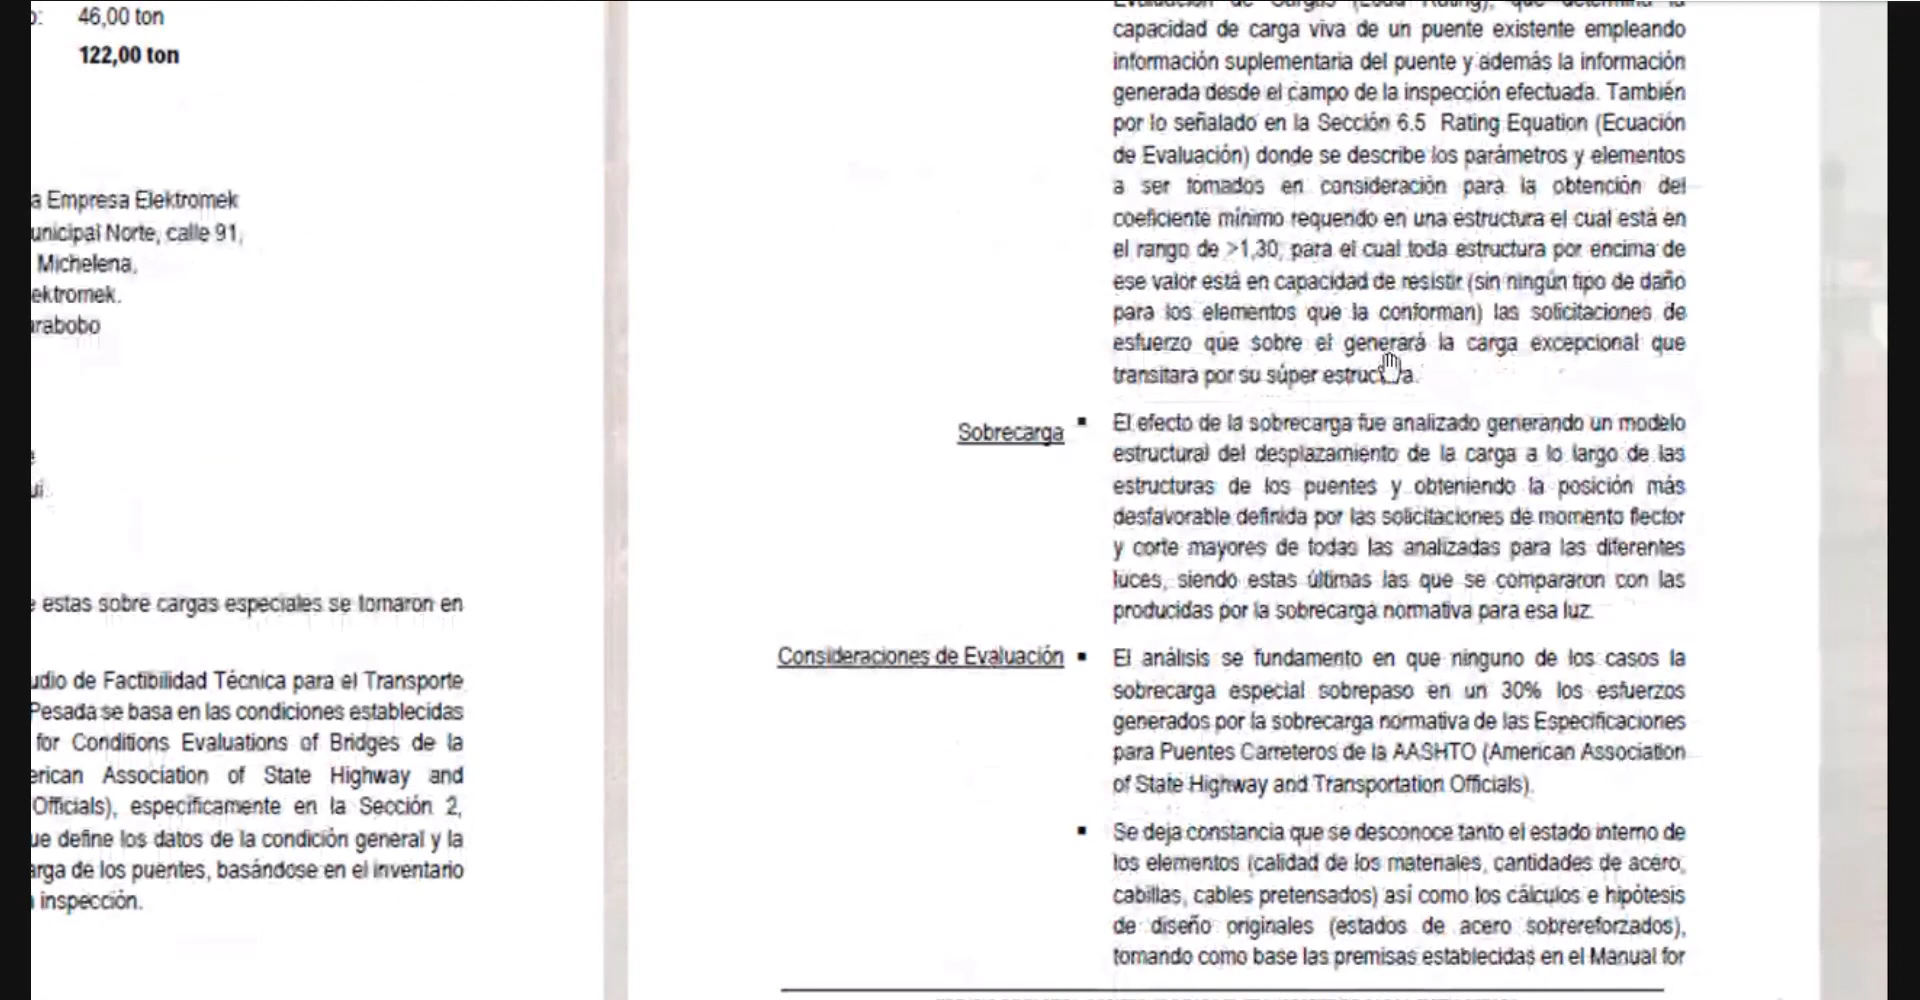 46,00 ton
122,00 ton
a Empresa Elektromek
unicipal Norte, calle 91,
Michelena,
ektromek.
arabobo
e estas sobre cargas especiales se tomaron en
udio de Factibilidad Técnica para el Transporte
Pesada se basa en las condiciones establecidas
for Conditions Evaluations of Bridges de la
erican Association of State Highway and
Officials), específicamente en la Sección 2,
ue define los datos de la condición general y la
arga de los puentes, basándose en el inventario
inspección.
capacidad de carga viva de un puente existente empleando
información suplementaria del puente y además la información
generada desde el campo de la inspección efectuada. También
por lo señalado en la Sección 6.5 Rating Equation (Ecuación
de Evaluación) donde se describe los parámetros y elementos
a ser tomados en consideración para la obtención del
coeficiente mínimo requendo en una estructura el cual está en
el rango de >1,30, para el cual toda estructura por encima de
ese valor está en capacidad de resistir (sin ningún tipo de daño
para los elementos que la conforman) las solicitaciones de
esfuerzo que sobre el generará la carga excepcional que
transitara por su súper estructura.
Sobrecarga
▪ El efecto de la sobrecarga fue analizado generando un modelo
estructural del desplazamiento de la carga a lo largo de las
estructuras de los puentes y obteniendo la posición más
desfavorable definida por las solicitaciones de momento flector
y corte mayores de todas las analizadas para las diferentes
luces, siendo estas últimas las que se compararon con las
producidas por la sobrecarga normativa para esa luz.
Consideraciones de Evaluación
▪ El análisis se fundamento en que ninguno de los casos la
sobrecarga especial sobrepaso en un 30% los esfuerzos
generados por la sobrecarga normativa de las Especificaciones
para Puentes Carreteros de la AASHTO (American Association
of State Highway and Transportation Officials).
▪ Se deja constancia que se desconoce tanto el estado interno de
los elementos (calidad de los materiales, cantidades de acero,
cabillas, cables pretensados) así como los cálculos e hipótesis
de diseño originales (estados de acero sobrereforzados),
tomando como base las premisas establecidas en el Manual for